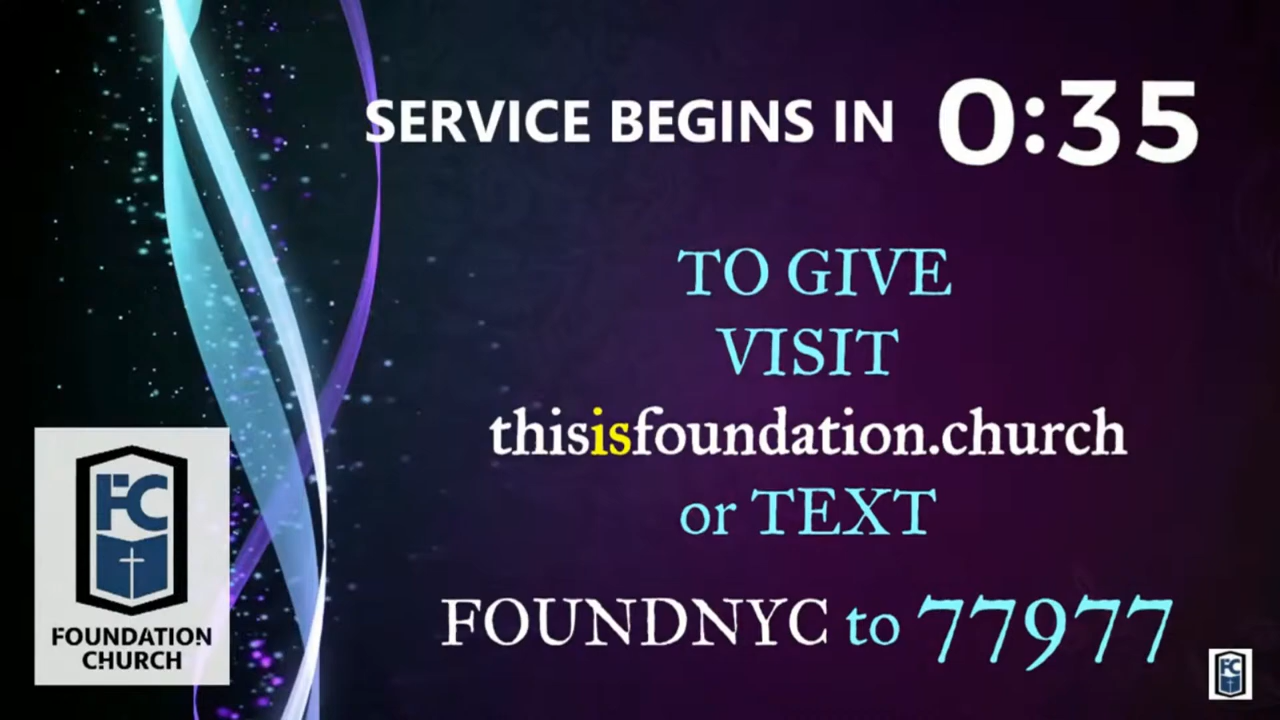 SERVICE BEGINS IN 0:35
TO GIVE
VISIT
thisisfoundation.church
or TEXT
FOUNDNYC to 77977
FC
FOUNDATION
CHURCH
FC